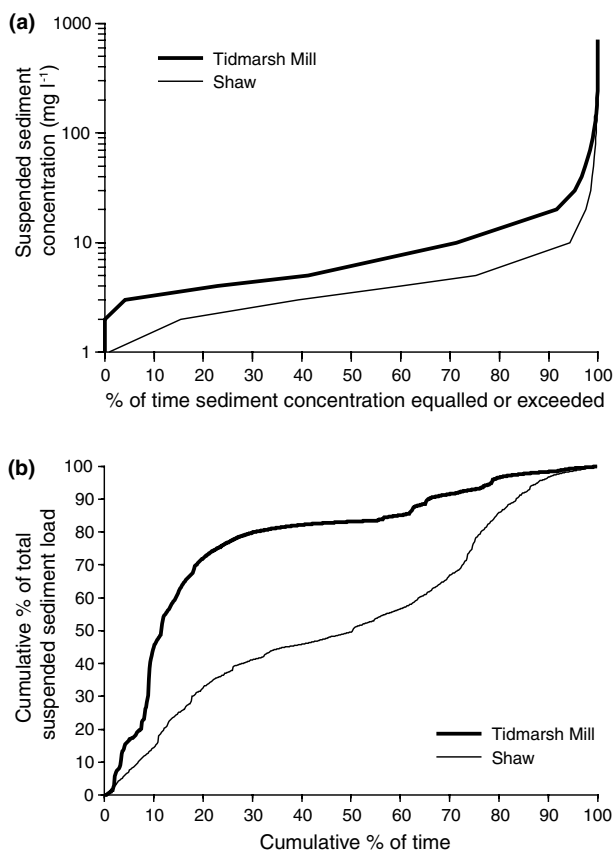 (a)
1000
100
10
1
Suspended sediment
concentration (mg l⁻¹)
Tidmarsh Mill
Shaw
0 10 20 30 40 50 60 70 80 90 100
% of time sediment concentration equalled or exceeded
(b)
100
90
80
70
60
50
40
30
20
10
0
Cumulative % of total
suspended sediment load
Tidmarsh Mill
Shaw
0 10 20 30 40 50 60 70 80 90 100
Cumulative % of time